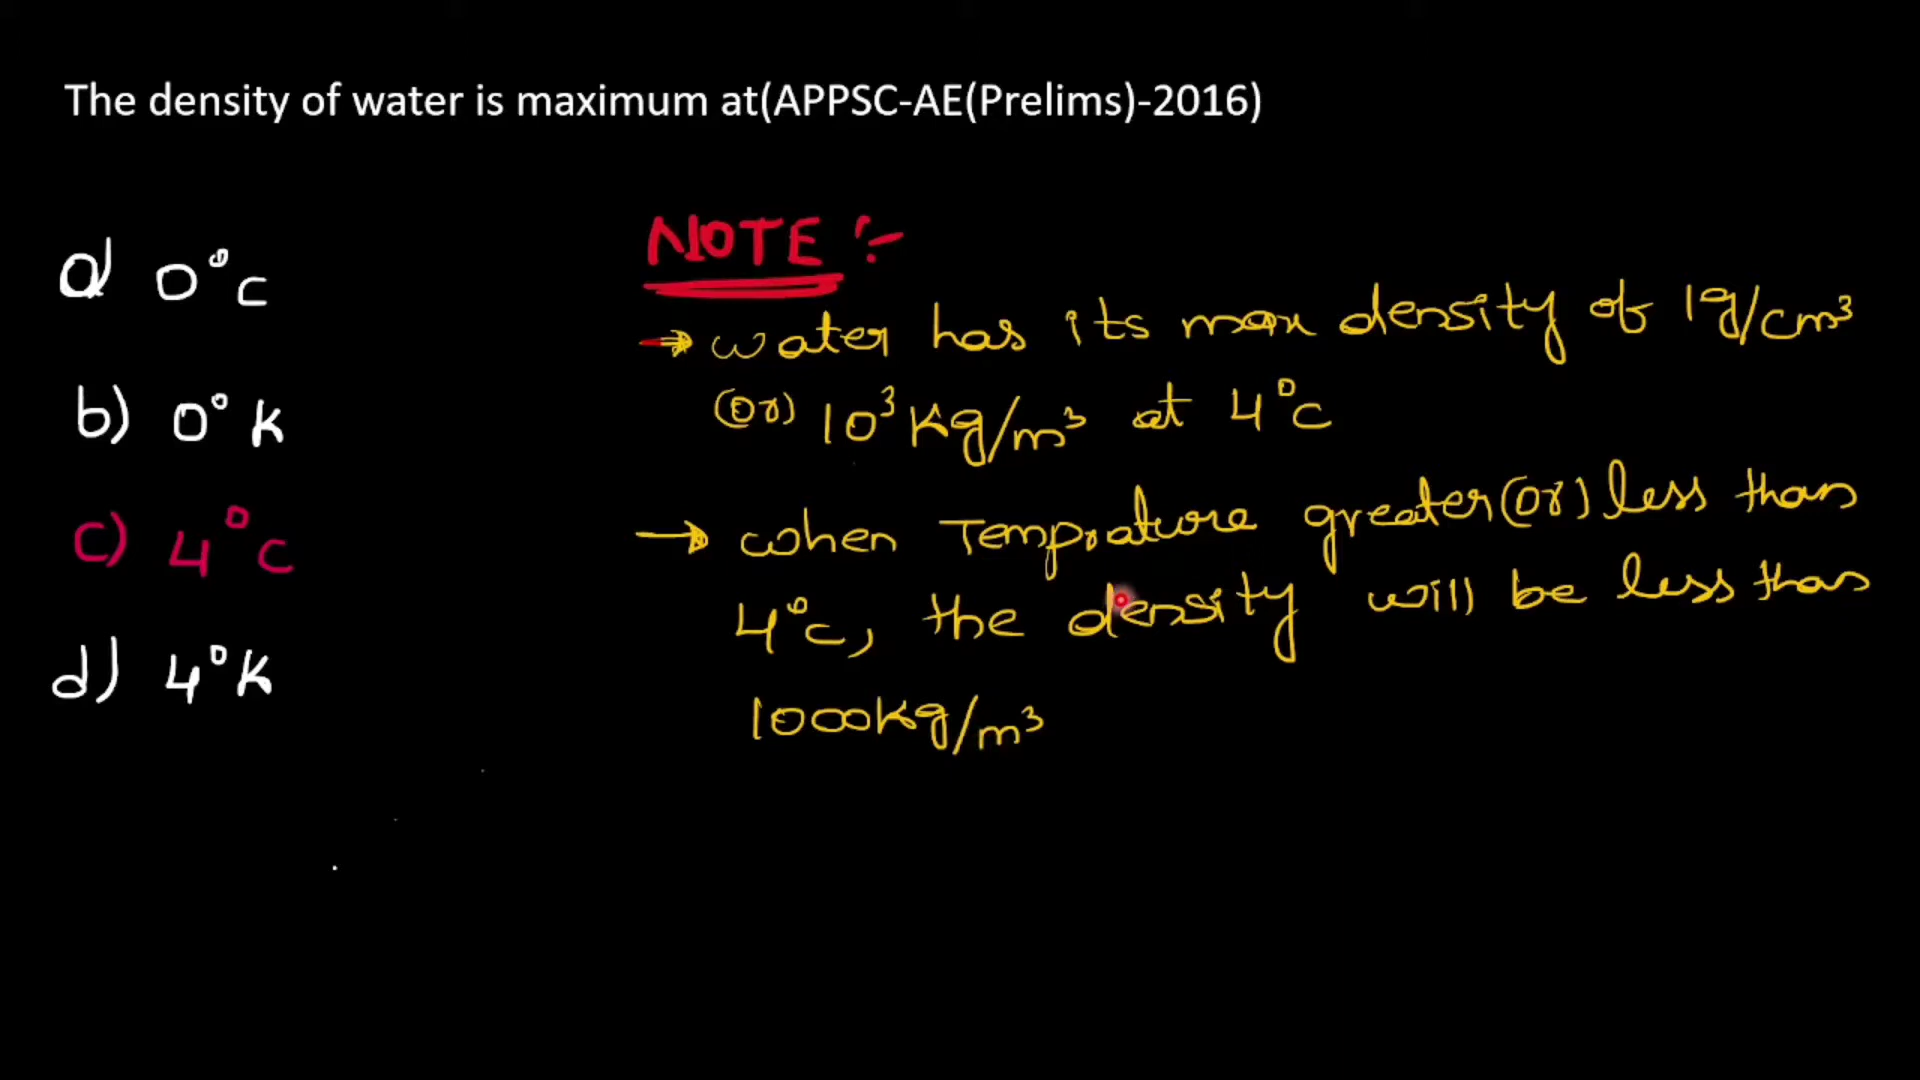 The density of water is maximum at(APPSC-AE(Prelims)-2016)
a) 0°C
b) 0°K
c) 4°C
d) 4°K
NOTE :-
→ water has its max density of 1g/cm³
(or) 10³ Kg/m³ at 4°C
→ when Temprature greater (or) less than
4°C, the density will be less than
1000kg/m³